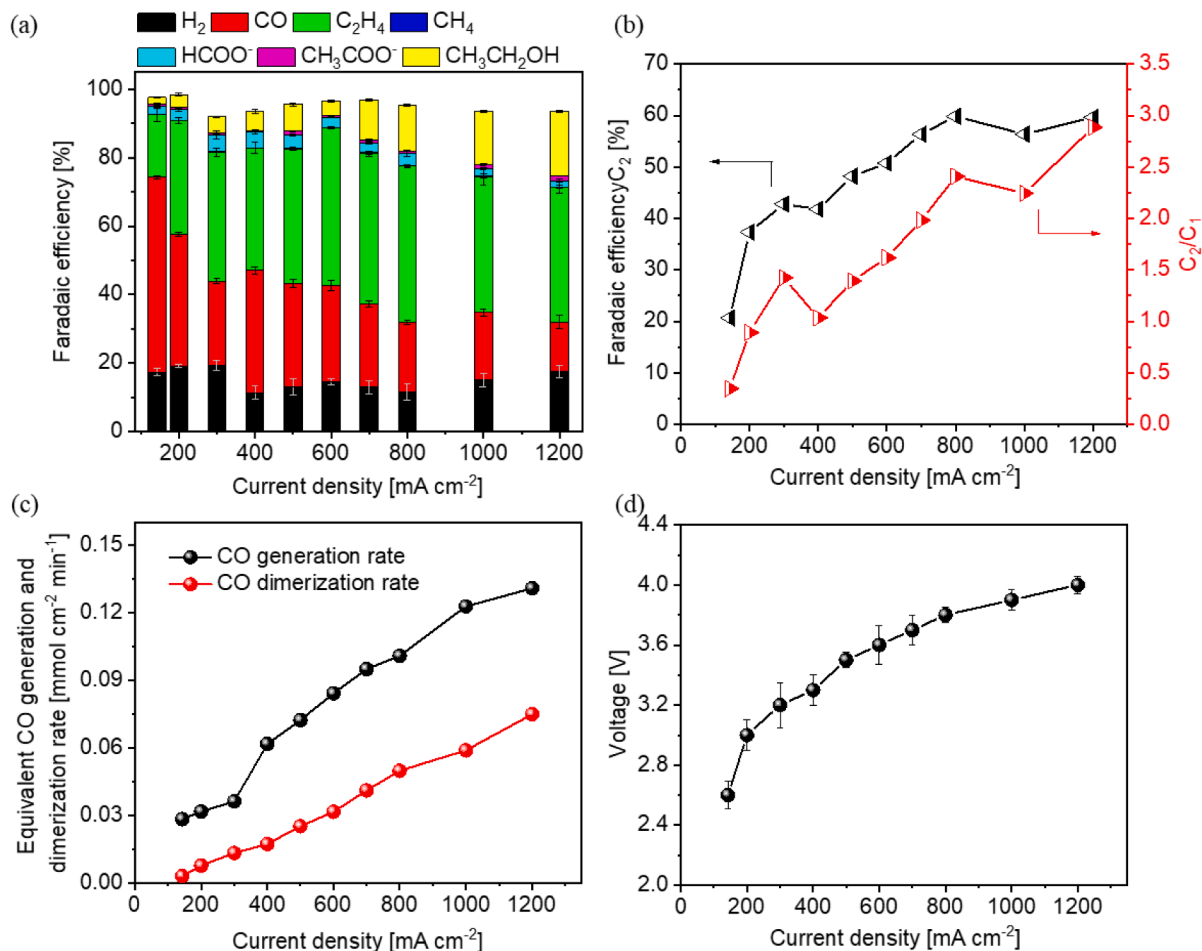 (a)
H₂ CO C₂H₄ CH₄
HCOO⁻ CH₃COO⁻ CH₃CH₂OH
100
80
60
40
20
0
Faradaic efficiency [%]
200 400 600 800 1000 1200
Current density [mA cm⁻²]
(b)
70
60
50
40
30
20
10
0
Faradaic efficiencyC₂ [%]
3.5
3.0
2.5
2.0
1.5
1.0
0.5
0.0
C₂/C₁
0 200 400 600 800 1000 1200
Current density [mA cm⁻²]
(c)
CO generation rate
CO dimerization rate
0.15
0.12
0.09
0.06
0.03
0.00
Equivalent CO generation and
dimerization rate [mmol cm⁻² min⁻¹]
0 200 400 600 800 1000 1200
Current density [mA cm⁻²]
(d)
4.4
4.0
3.6
3.2
2.8
2.4
2.0
Voltage [V]
0 200 400 600 800 1000 1200
Current density [mA cm⁻²]